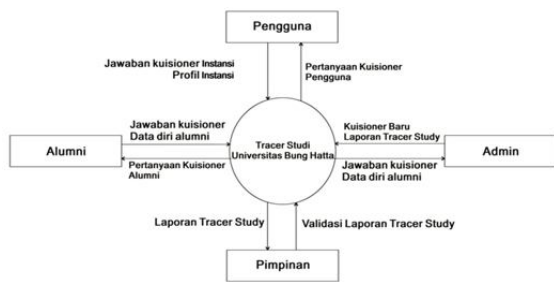 Pengguna
Jawaban kuisioner Instansi
Profil Instansi
Pertanyaan Kuisioner
Pengguna
Jawaban kuisioner
Data diri alumni
Kuisioner Baru
Laporan Tracer Study
Alumni
Tracer Studi
Universitas Bung Hatta
Admin
Pertanyaan Kuisioner
Alumni
Jawaban kuisioner
Data diri alumni
Laporan Tracer Study
Validasi Laporan Tracer Study
Pimpinan